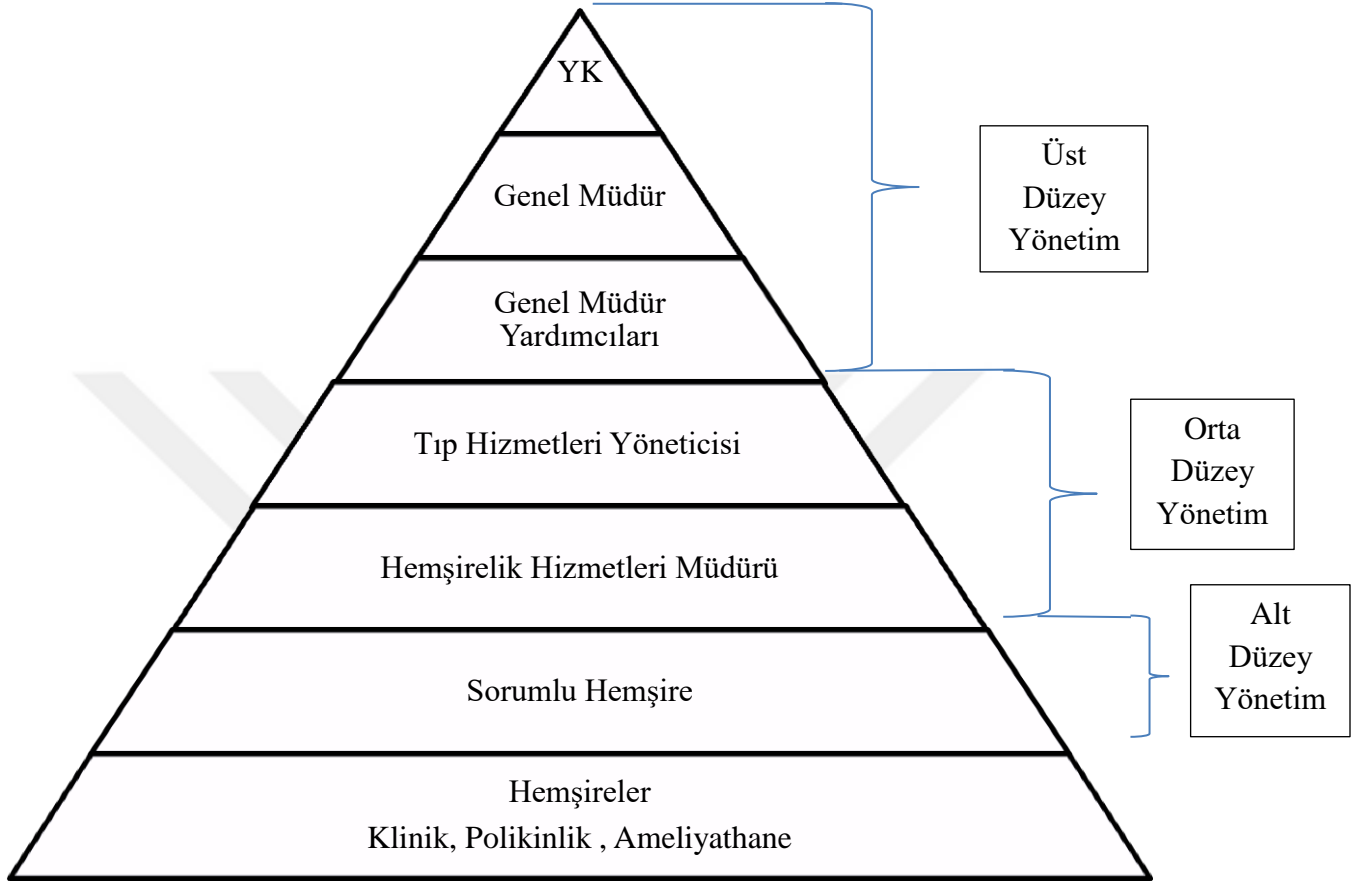 YK
Genel Müdür
Genel Müdür
Yardımcıları
Tıp Hizmetleri Yöneticisi
Hemşirelik Hizmetleri Müdürü
Sorumlu Hemşire
Hemşireler
Klinik, Polikinlik , Ameliyathane
Üst
Düzey
Yönetim
Orta
Düzey
Yönetim
Alt
Düzey
Yönetim